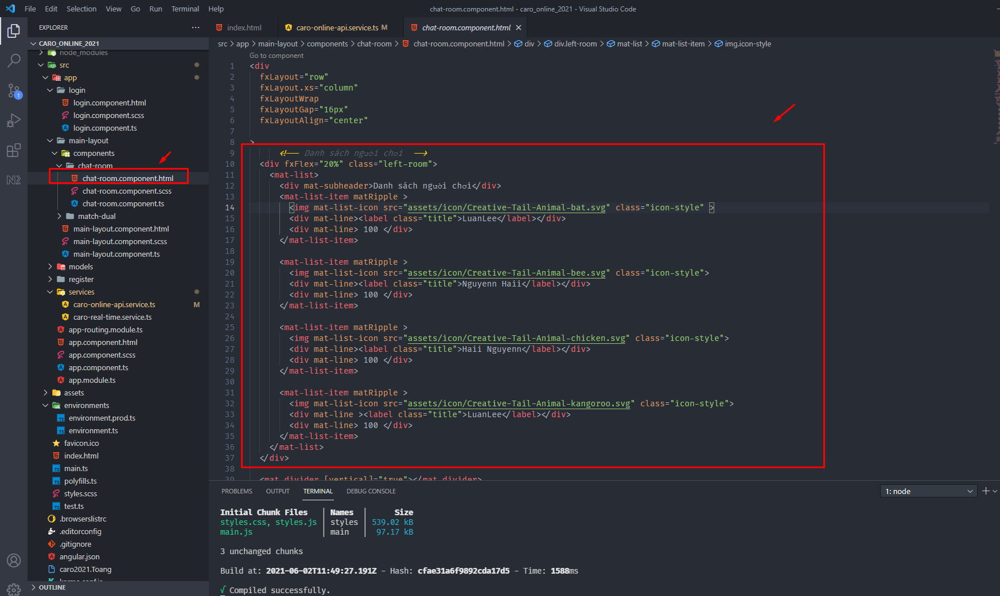 File Edit Selection View Go Run Terminal Help
chat-room.component.html - caro_online_2021 - Visual Studio Code
EXPLORER
index.html
caro-online-api.service.ts M
chat-room.component.html
CARO_ONLINE_2021
src > app > main-layout > components > chat-room > chat-room.component.html > div > div.left-room > mat-list > mat-list-item > img.icon-style
node_modules
src
app
login
login.component.html
login.component.scss
login.component.ts
main-layout
components
chat-room
chat-room.component.html
chat-room.component.scss
chat-room.component.ts
match-dual
main-layout.component.html
main-layout.component.scss
main-layout.component.ts
models
register
services
caro-online-api.service.ts M
caro-real-time.service.ts
app-routing.module.ts
app.component.html
app.component.scss
app.component.ts
app.module.ts
assets
environments
environment.prod.ts
environment.ts
favicon.ico
index.html
main.ts
polyfills.ts
styles.scss
test.ts
.browserslistrc
.editorconfig
.gitignore
angular.json
caro2021.Toang
OUTLINE
1
Go to component
1 <div
2 fxLayout="row"
3 fxLayout.xs="column"
4 fxLayoutWrap
5 fxLayoutGap="16px"
6 fxLayoutAlign="center"
7
8 >
9 <!-- Danh sách người chơi -->
10 <div fxFlex="20%" class="left-room">
11 <mat-list>
12 <div mat-subheader>Danh sách người chơi</div>
13 <mat-list-item matRipple >
14 <img mat-list-icon src="assets/icon/Creative-Tail-Animal-bat.svg" class="icon-style" >
15 <div mat-line><label class="title">LuanLee</label></div>
16 <div mat-line> 100 </div>
17 </mat-list-item>
18
19 <mat-list-item matRipple >
20 <img mat-list-icon src="assets/icon/Creative-Tail-Animal-bee.svg" class="icon-style">
21 <div mat-line><label class="title">Nguyenn Haii</label></div>
22 <div mat-line> 100 </div>
23 </mat-list-item>
24
25 <mat-list-item matRipple >
26 <img mat-list-icon src="assets/icon/Creative-Tail-Animal-chicken.svg" class="icon-style">
27 <div mat-line><label class="title">Haii Nguyenn</label></div>
28 <div mat-line> 100 </div>
29 </mat-list-item>
30
31 <mat-list-item matRipple >
32 <img mat-list-icon src="assets/icon/Creative-Tail-Animal-kangoroo.svg" class="icon-style">
33 <div mat-line ><label class="title">LuanLee</label></div>
34 <div mat-line> 100 </div>
35 </mat-list-item>
36 </mat-list>
37 </div>
38
39 <mat-divider [vertical]="true"></mat-divider>
PROBLEMS OUTPUT TERMINAL DEBUG CONSOLE
1: node
Initial Chunk Files | Names | Size
styles.css, styles.js | styles | 539.02 kB
main.js | main | 97.17 kB
3 unchanged chunks
Build at: 2021-06-02T11:49:27.191Z - Hash: cfae31a6f9892cda17d5 - Time: 1588ms
√ Compiled successfully.